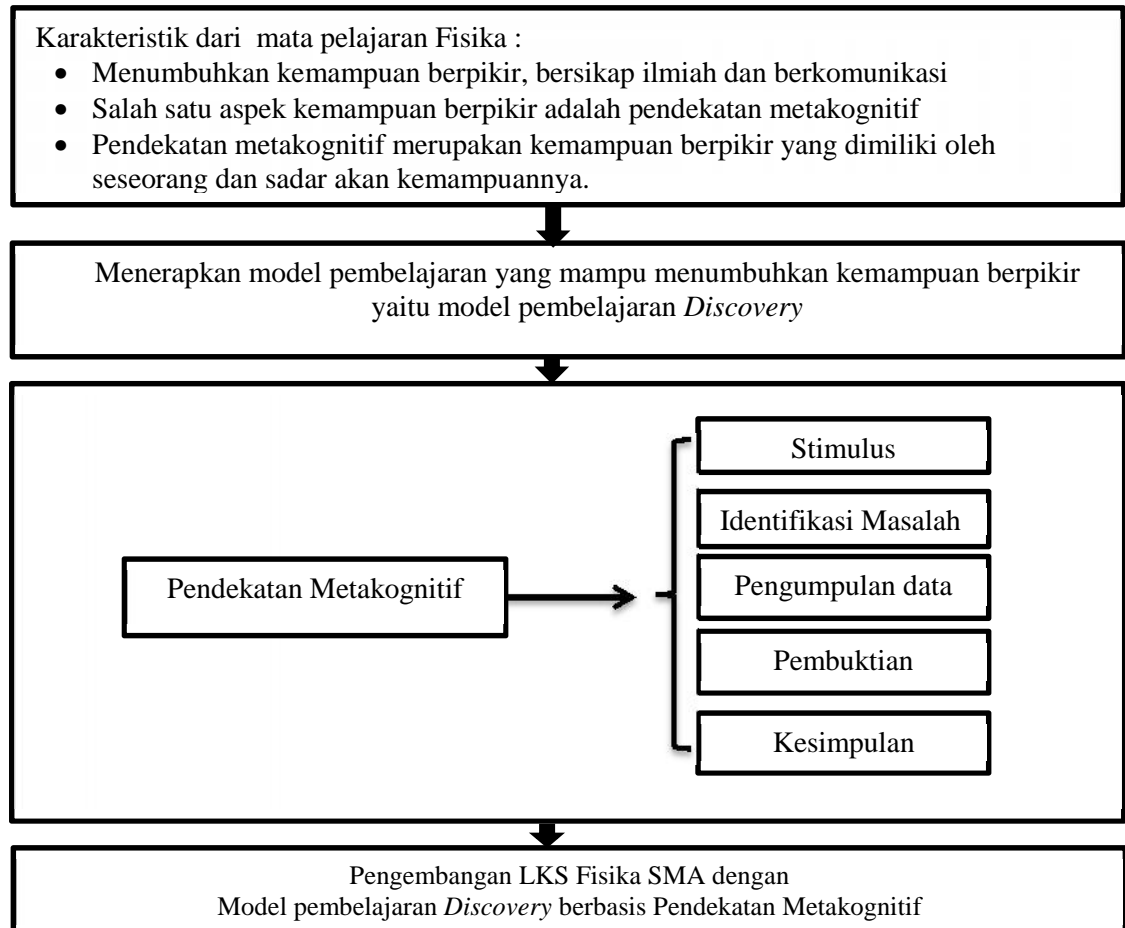 Karakteristik dari mata pelajaran Fisika :
• Menumbuhkan kemampuan berpikir, bersikap ilmiah dan berkomunikasi
• Salah satu aspek kemampuan berpikir adalah pendekatan metakognitif
• Pendekatan metakognitif merupakan kemampuan berpikir yang dimiliki oleh
seseorang dan sadar akan kemampuannya.
Menerapkan model pembelajaran yang mampu menumbuhkan kemampuan berpikir
yaitu model pembelajaran Discovery
Pendekatan Metakognitif
Stimulus
Identifikasi Masalah
Pengumpulan data
Pembuktian
Kesimpulan
Pengembangan LKS Fisika SMA dengan
Model pembelajaran Discovery berbasis Pendekatan Metakognitif